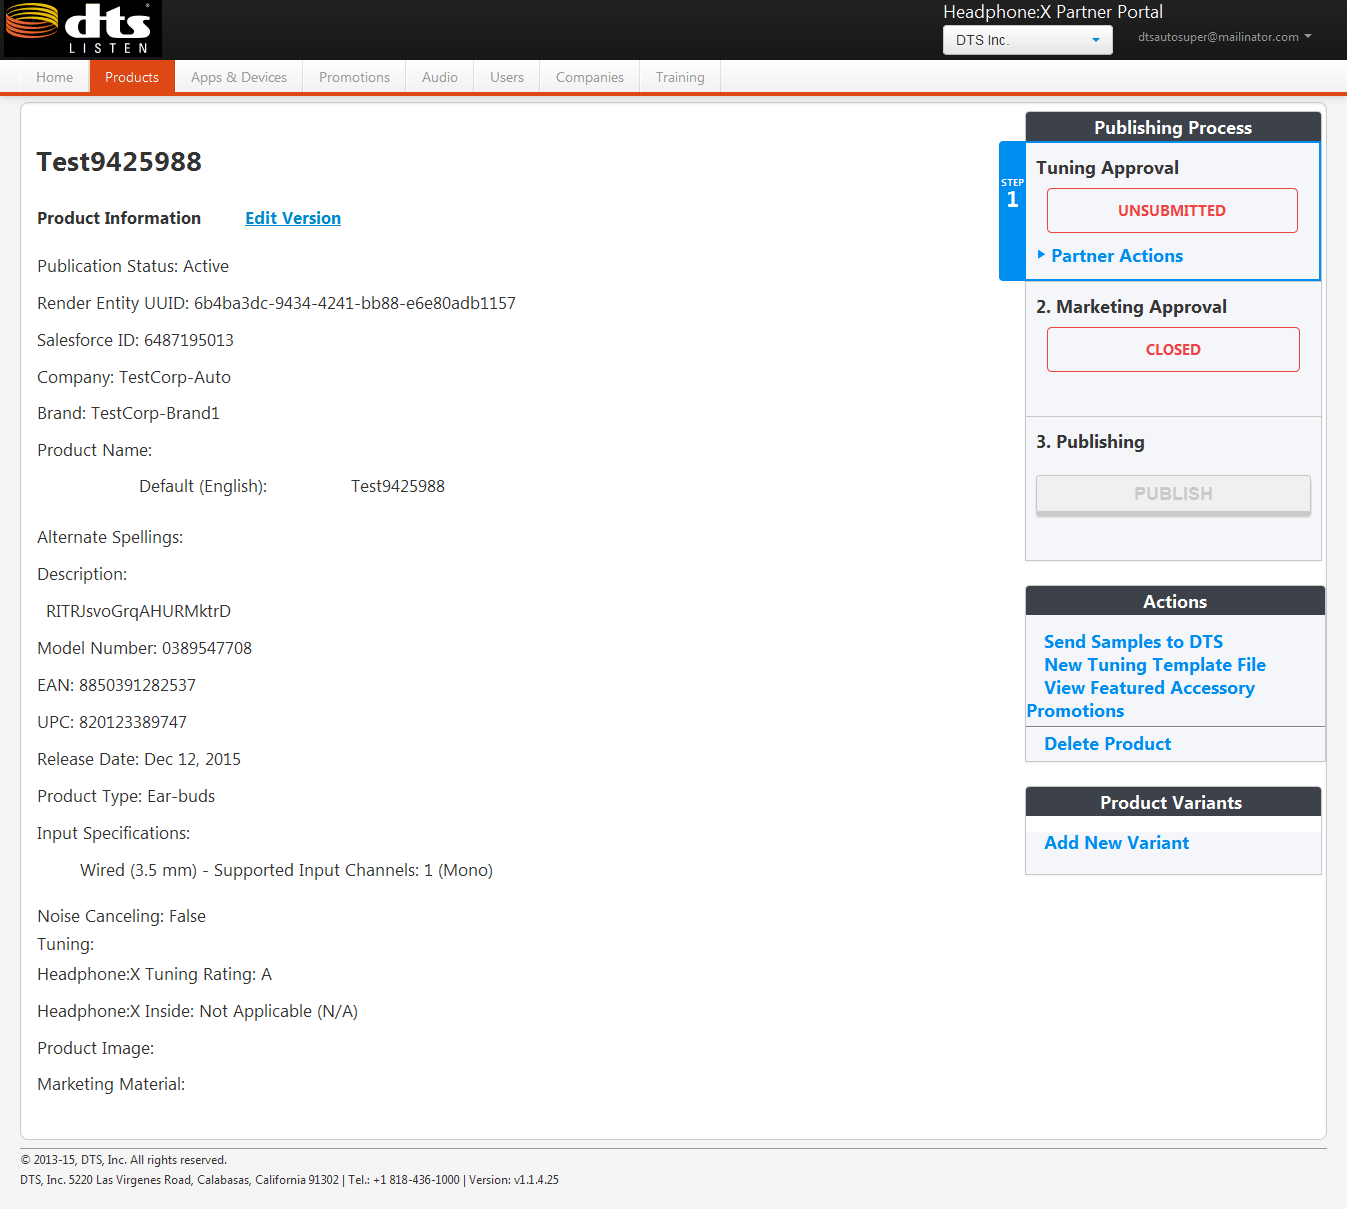 dts
LISTEN
Headphone:X Partner Portal
DTS Inc.
dtsautosuper@mailinator.com
Home
Products
Apps & Devices
Promotions
Audio
Users
Companies
Training
Test9425988
Product Information
Edit Version
Publication Status: Active
Render Entity UUID: 6b4ba3dc-9434-4241-bb88-e6e80adb1157
Salesforce ID: 6487195013
Company: TestCorp-Auto
Brand: TestCorp-Brand1
Product Name:
Default (English): Test9425988
Alternate Spellings:
Description:
RITRJsvoGrqAHURMktrD
Model Number: 0389547708
EAN: 8850391282537
UPC: 820123389747
Release Date: Dec 12, 2015
Product Type: Ear-buds
Input Specifications:
Wired (3.5 mm) - Supported Input Channels: 1 (Mono)
Noise Canceling: False
Tuning:
Headphone:X Tuning Rating: A
Headphone:X Inside: Not Applicable (N/A)
Product Image:
Marketing Material:
Publishing Process
STEP
1
Tuning Approval
UNSUBMITTED
Partner Actions
2. Marketing Approval
CLOSED
3. Publishing
PUBLISH
Actions
Send Samples to DTS
New Tuning Template File
View Featured Accessory
Promotions
Delete Product
Product Variants
Add New Variant
© 2013-15, DTS, Inc. All rights reserved.
DTS, Inc. 5220 Las Virgenes Road, Calabasas, California 91302 | Tel.: +1 818-436-1000 | Version: v1.1.4.25